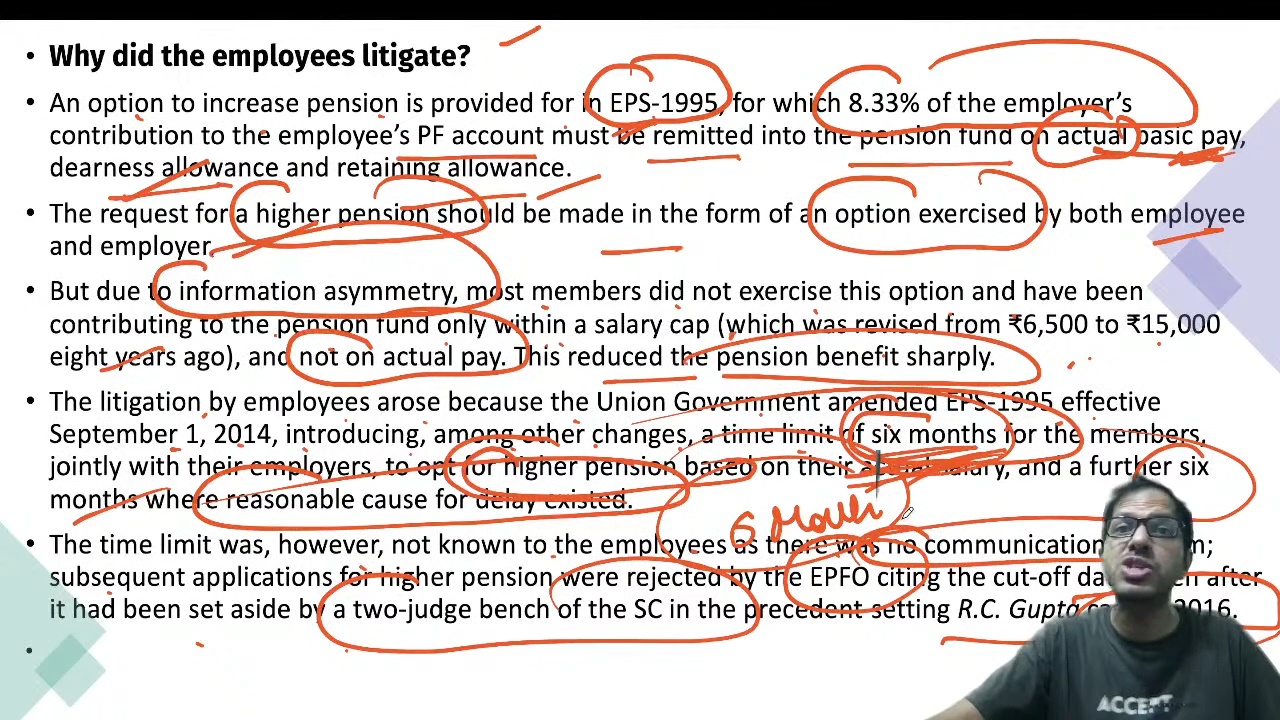 • Why did the employees litigate?
• An option to increase pension is provided for in EPS-1995, for which 8.33% of the employer's
contribution to the employee's PF account must be remitted into the pension fund on actual basic pay,
dearness allowance and retaining allowance.
• The request for a higher pension should be made in the form of an option exercised by both employee
and employer.
• But due to information asymmetry, most members did not exercise this option and have been
contributing to the pension fund only within a salary cap (which was revised from ₹6,500 to ₹15,000
eight years ago), and not on actual pay. This reduced the pension benefit sharply.
• The litigation by employees arose because the Union Government amended EPS-1995 effective
September 1, 2014, introducing, among other changes, a time limit of six months for the members,
jointly with their employers, to opt for higher pension based on their actual salary, and a further six
months where reasonable cause for delay existed.
6
• The time limit was, however, not known to the employees as there was no communication
subsequent applications for higher pension were rejected by the EPFO citing the cut-off after
it had been set aside by a two-judge bench of the SC in the precedent-setting R.C. Gupta 2016.
•
ACCEPT